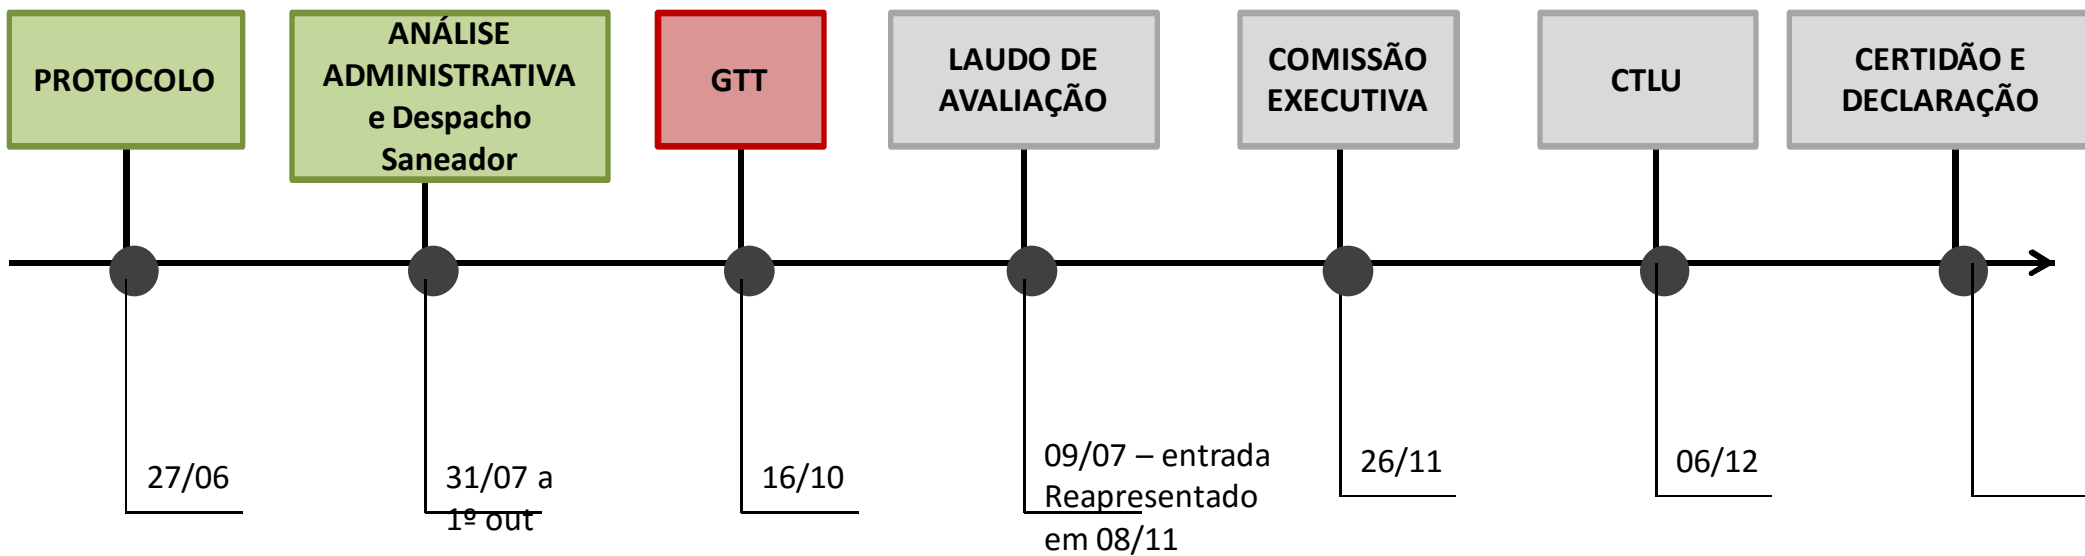 PROTOCOLO
ANÁLISE
ADMINISTRATIVA
e Despacho
Saneador
GTT
LAUDO DE
AVALIAÇÃO
COMISSÃO
EXECUTIVA
CTLU
CERTIDÃO E
DECLARAÇÃO
27/06
31/07 a
1º out
16/10
09/07 – entrada
Reapresentado
em 08/11
26/11
06/12